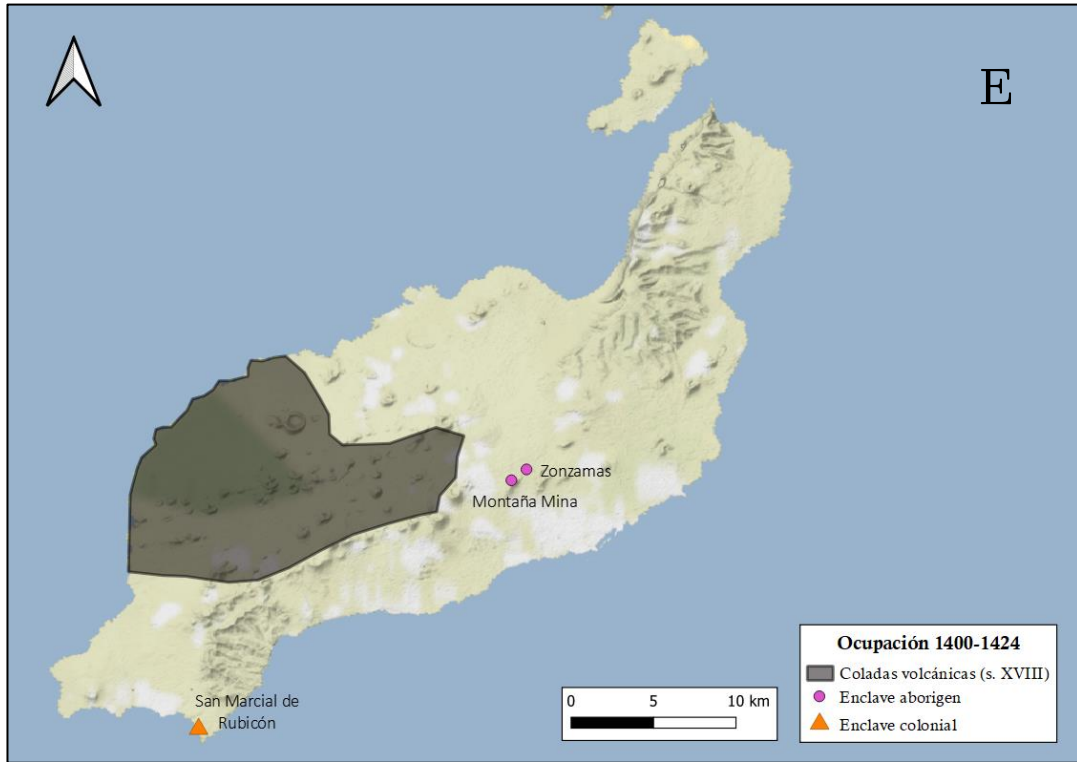 E
Zonzamas
Montaña Mina
San Marcial de
Rubicón
0 5 10 km
Ocupación 1400-1424
Coladas volcánicas (s. XVIII)
Enclave aborigen
Enclave colonial